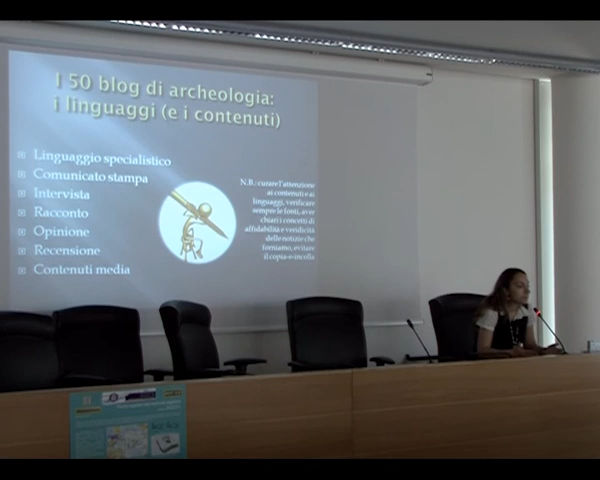 I 50 blog di archeologia:
i linguaggi (e i contenuti)
Linguaggio specialistico
Comunicato stampa
Intervista
Racconto
Opinione
Recensione
Contenuti media
N.B.: curare l'attenzione
ai contenuti e ai
linguaggi, verificare
sempre le fonti, aver
chiari i concetti di
affidabilità e veridicità
delle notizie che
forniamo, evitare
il copia-e-incolla